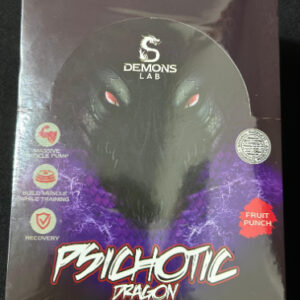 DEMONS
LAB
MASSIVE
MUSCLE PUMP
BUILD MUSCLE
WHILE TRAINING
RECOVERY
FRUIT
PUNCH
PSICHOTIC
DRAGON